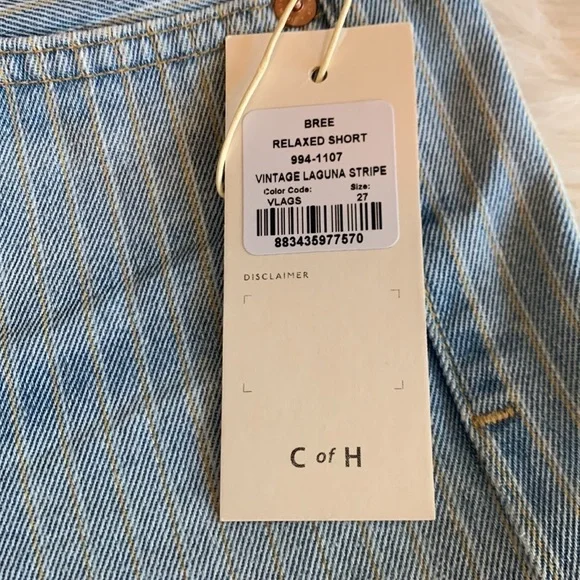 BREE
RELAXED SHORT
994-1107
VINTAGE LAGUNA STRIPE
Color Code: Size:
VLAGS 27
883435977570
DISCLAIMER
C of H